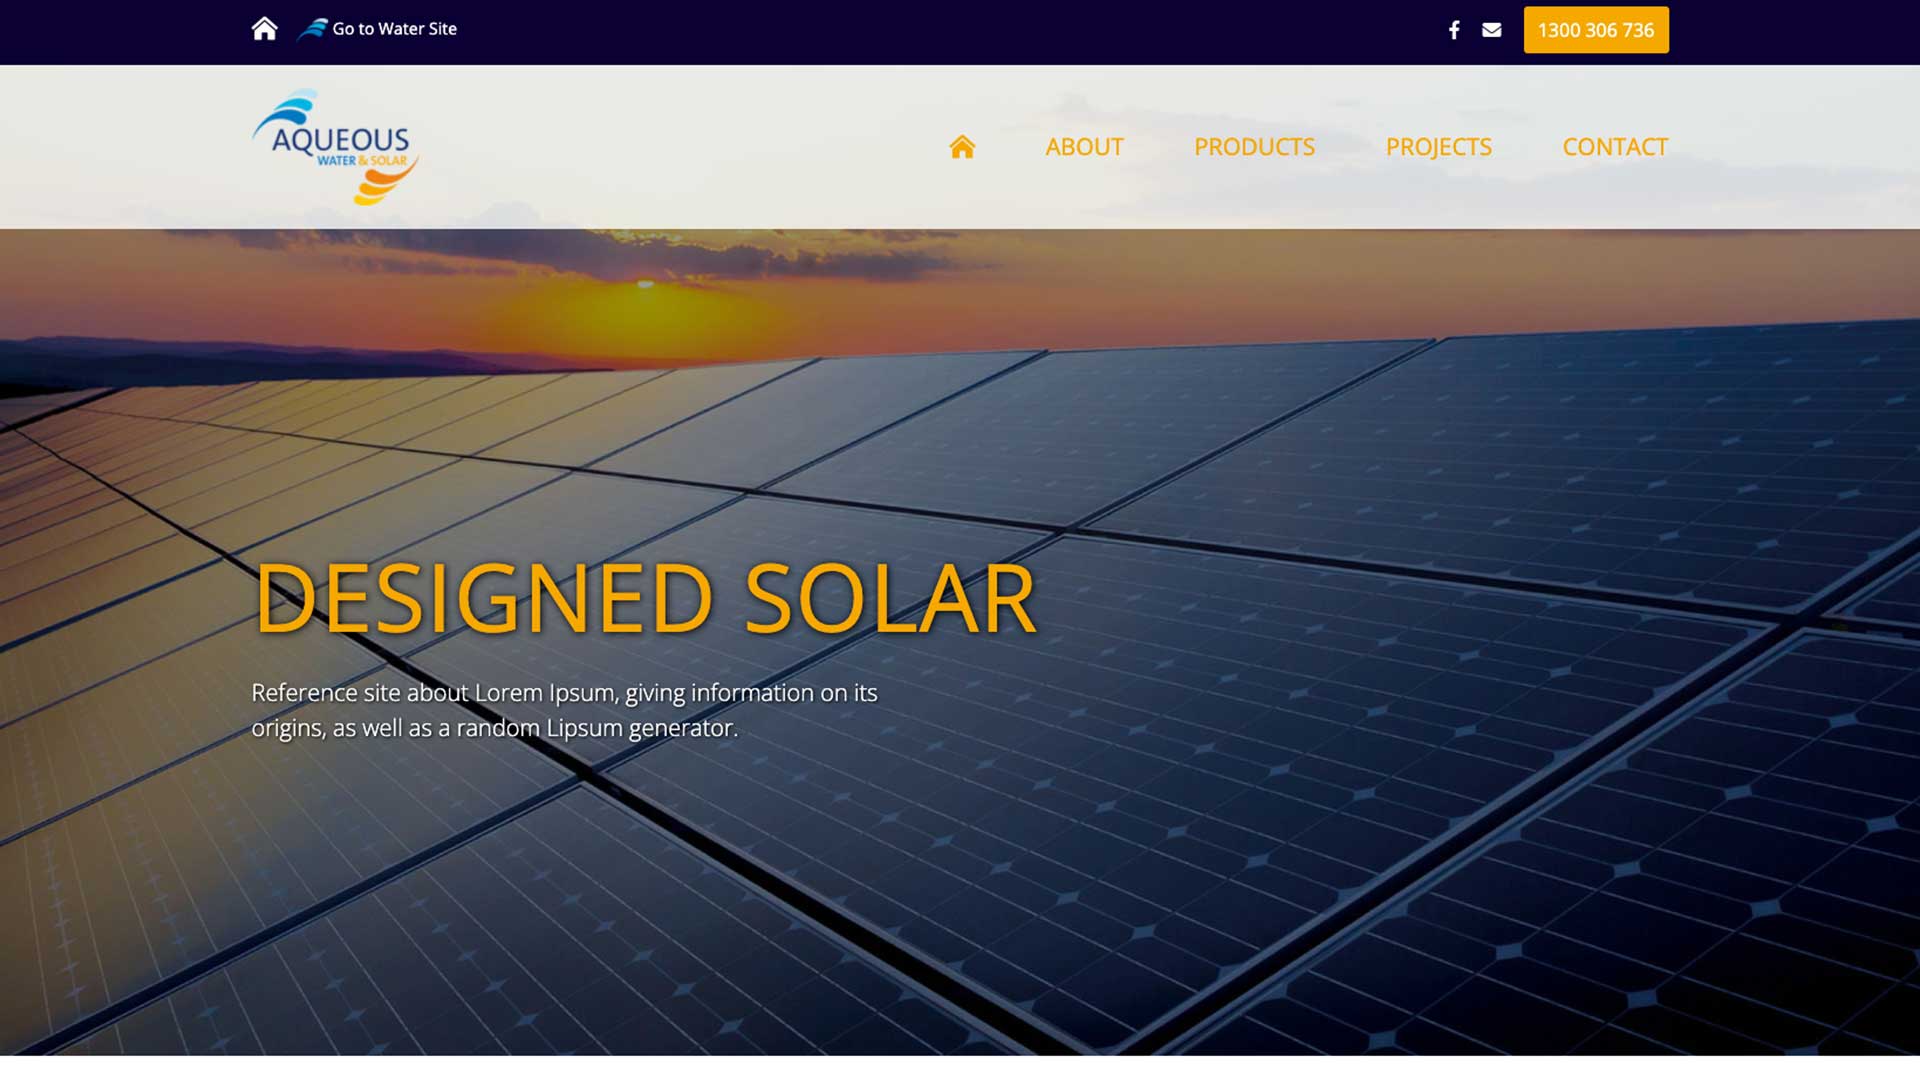 Go to Water Site
1300 306 736
AQUEOUS
WATER & SOLAR
ABOUT
PRODUCTS
PROJECTS
CONTACT
DESIGNED SOLAR
Reference site about Lorem Ipsum, giving information on its
origins, as well as a random Lipsum generator.